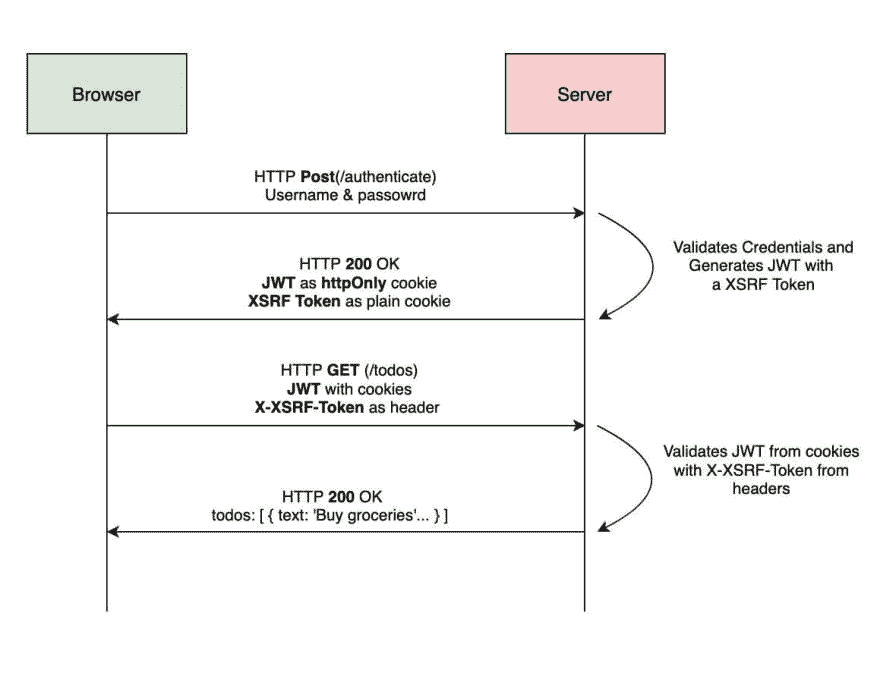 Browser
Server
HTTP Post(/authenticate)
Username & passowrd
Validates Credentials and
Generates JWT with
a XSRF Token
HTTP 200 OK
JWT as httpOnly cookie
XSRF Token as plain cookie
HTTP GET (/todos)
JWT with cookies
X-XSRF-Token as header
Validates JWT from cookies
with X-XSRF-Token from
headers
HTTP 200 OK
todos: [ { text: 'Buy groceries'... } ]